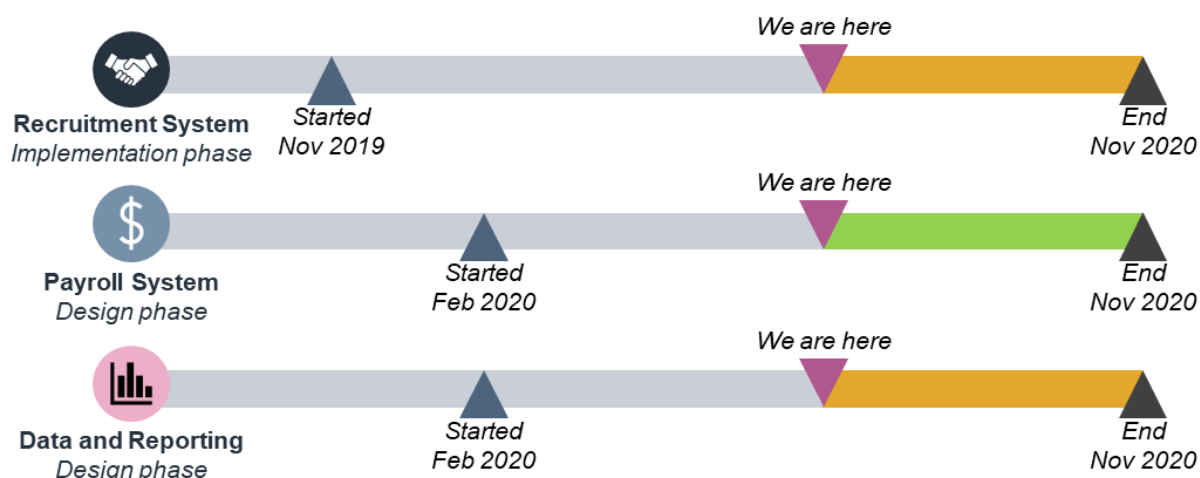 We are here
Recruitment System
Implementation phase
Started
Nov 2019
End
Nov 2020
We are here
$
Payroll System
Design phase
Started
Feb 2020
End
Nov 2020
We are here
Data and Reporting
Design phase
Started
Feb 2020
End
Nov 2020